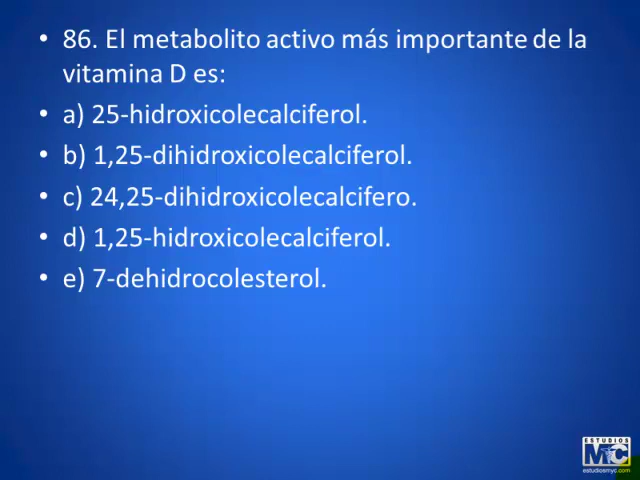 • 86. El metabolito activo más importante de la
vitamina D es:
• a) 25-hidroxicolecalciferol.
• b) 1,25-dihidroxicolecalciferol.
• c) 24,25-dihidroxicolecalcifero.
• d) 1,25-hidroxicolecalciferol.
• e) 7-dehidrocolesterol.
ESTUDIOS
MyC
estudiosmyc.com